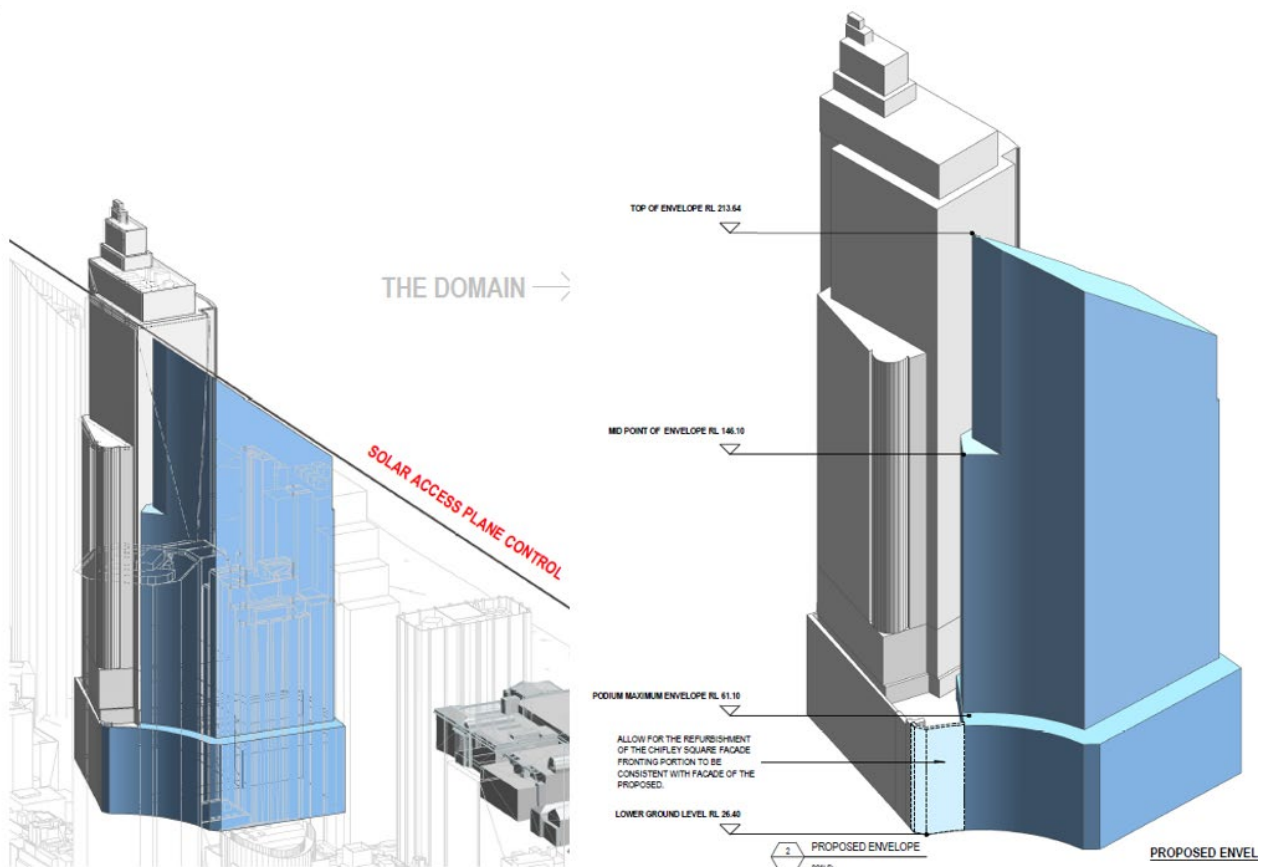 THE DOMAIN
SOLAR ACCESS PLANE CONTROL
TOP OF ENVELOPE RL 213.64
MID POINT OF ENVELOPE RL 146.10
PODIUM MAXIMUM ENVELOPE RL 61.10
ALLOW FOR THE REFURBISHMENT
OF THE CHIFLEY SQUARE FACADE
FRONTING PORTION TO BE
CONSISTENT WITH FACADE OF THE
PROPOSED.
LOWER GROUND LEVEL RL 26.40
2 PROPOSED ENVELOPE
PROPOSED ENVEL